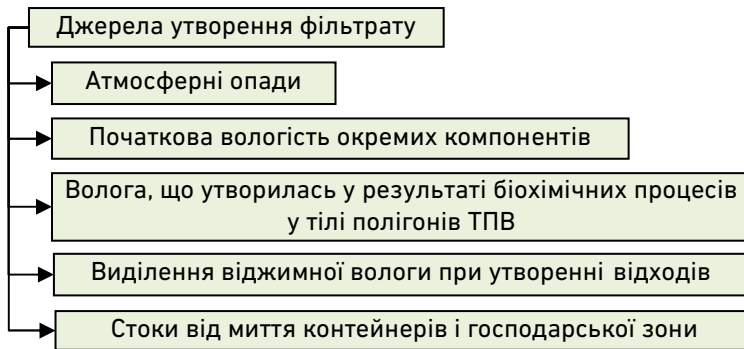 Джерела утворення фільтрату
Атмосферні опади
Початкова вологість окремих компонентів
Волога, що утворилась у результаті біохімічних процесів
у тілі полігонів ТПВ
Виділення віджимної вологи при утворенні відходів
Стоки від миття контейнерів і господарської зони